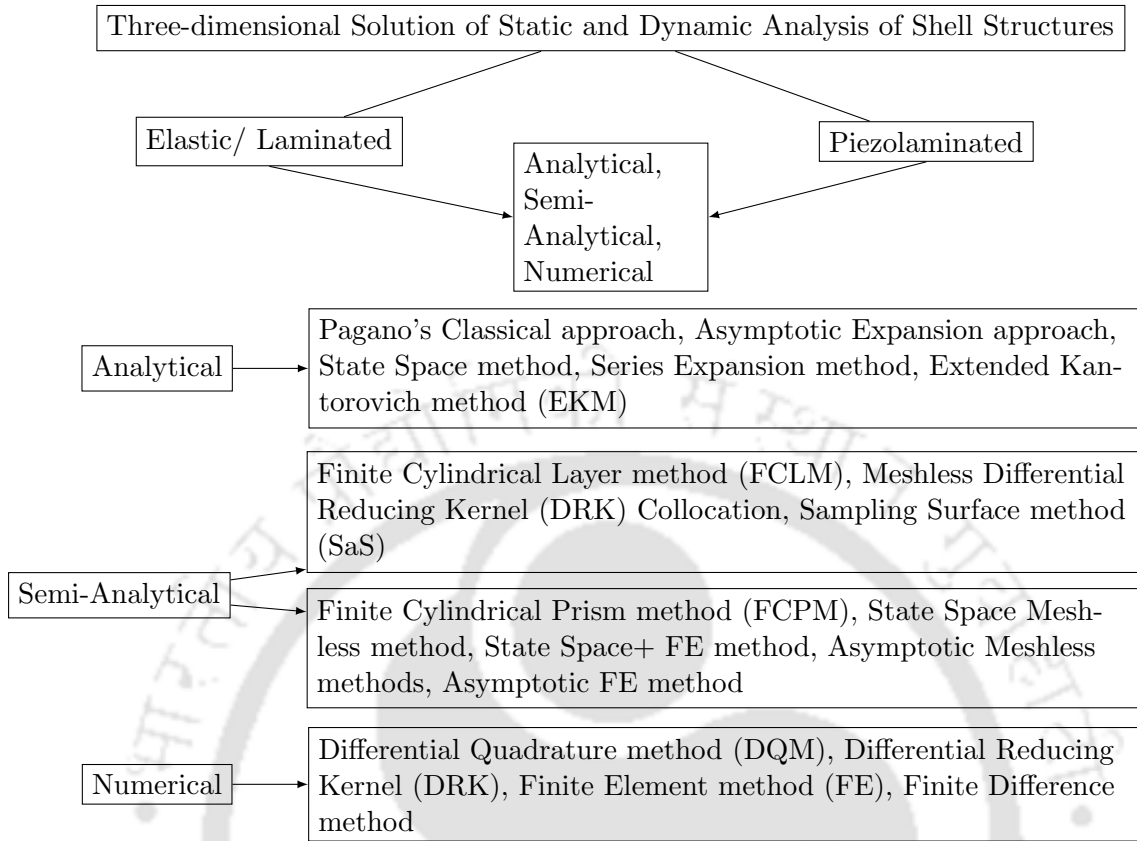 Three-dimensional Solution of Static and Dynamic Analysis of Shell Structures
Elastic/ Laminated
Piezolaminated
Analytical,
Semi-
Analytical,
Numerical
Analytical
Pagano's Classical approach, Asymptotic Expansion approach,
State Space method, Series Expansion method, Extended Kan-
torovich method (EKM)
Semi-Analytical
Finite Cylindrical Layer method (FCLM), Meshless Differential
Reducing Kernel (DRK) Collocation, Sampling Surface method
(SaS)
Finite Cylindrical Prism method (FCPM), State Space Mesh-
less method, State Space+ FE method, Asymptotic Meshless
methods, Asymptotic FE method
Numerical
Differential Quadrature method (DQM), Differential Reducing
Kernel (DRK), Finite Element method (FE), Finite Difference
method